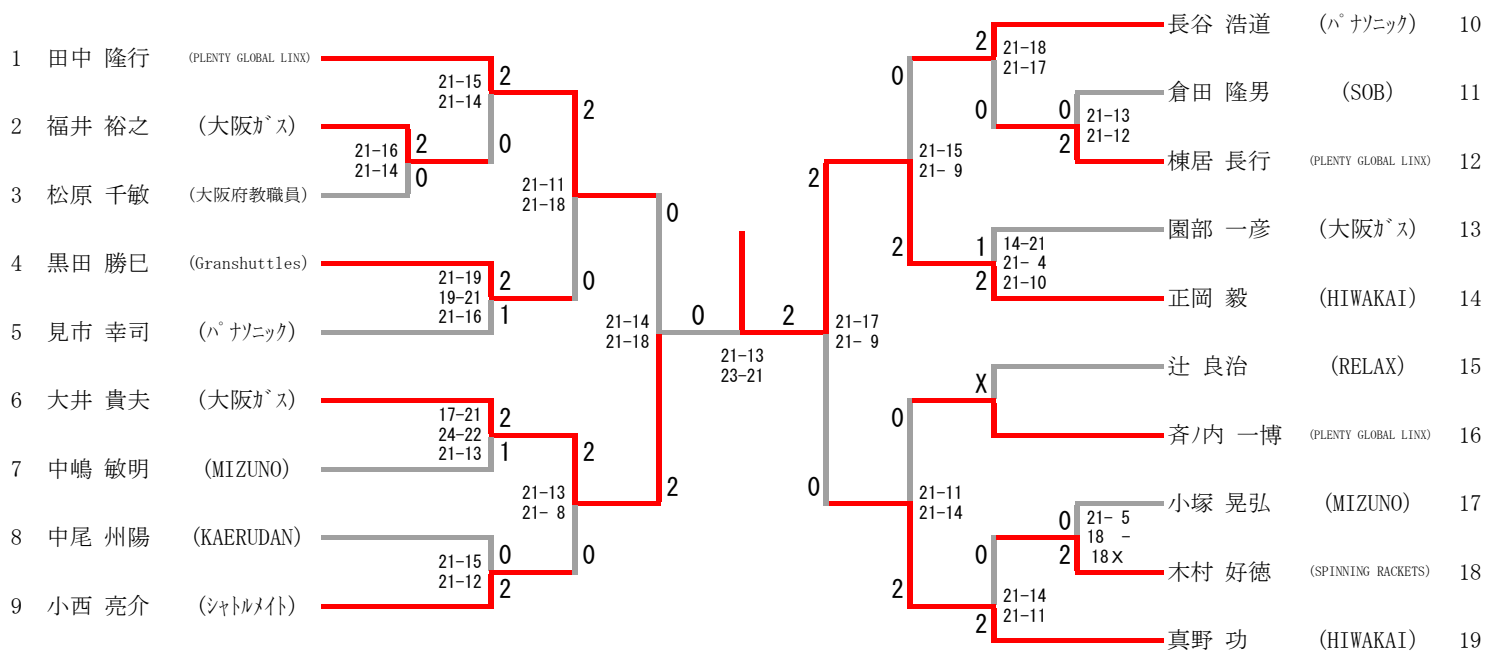 1 田中 隆行 (PLENTY GLOBAL LINX)
2 福井 裕之 (大阪ガス)
3 松原 千敏 (大阪府教職員)
4 黒田 勝巳 (Granshuttles)
5 見市 幸司 (パナソニック)
6 大井 貴夫 (大阪ガス)
7 中嶋 敏明 (MIZUNO)
8 中尾 州陽 (KAERUDAN)
9 小西 亮介 (シャトルメイト)
21-15 2
21-14
0
21-16 2
21-14 0
2
21-11
21-18
0
21-19 2
19-21
21-16 1
17-21 2
24-22
21-13 1
2
21-13
21- 8
0
21-15 0
21-12 2
0
21-14
21-18
2
0 2
21-13
23-21
2
21-17
21- 9
0
0
21-15
21- 9
2
2 21-18
21-17
0
0 21-13
21-12
2
1 14-21
21- 4
2 21-10
X
0
21-11
21-14
2
0 21- 5
18 -
2 18X
0
21-14
21-11
2
長谷 浩道 (パナソニック) 10
倉田 隆男 (SOB) 11
棟居 長行 (PLENTY GLOBAL LINX) 12
園部 一彦 (大阪ガス) 13
正岡 毅 (HIWAKAI) 14
辻 良治 (RELAX) 15
斉ノ内 一博 (PLENTY GLOBAL LINX) 16
小塚 晃弘 (MIZUNO) 17
木村 好徳 (SPINNING RACKETS) 18
真野 功 (HIWAKAI) 19